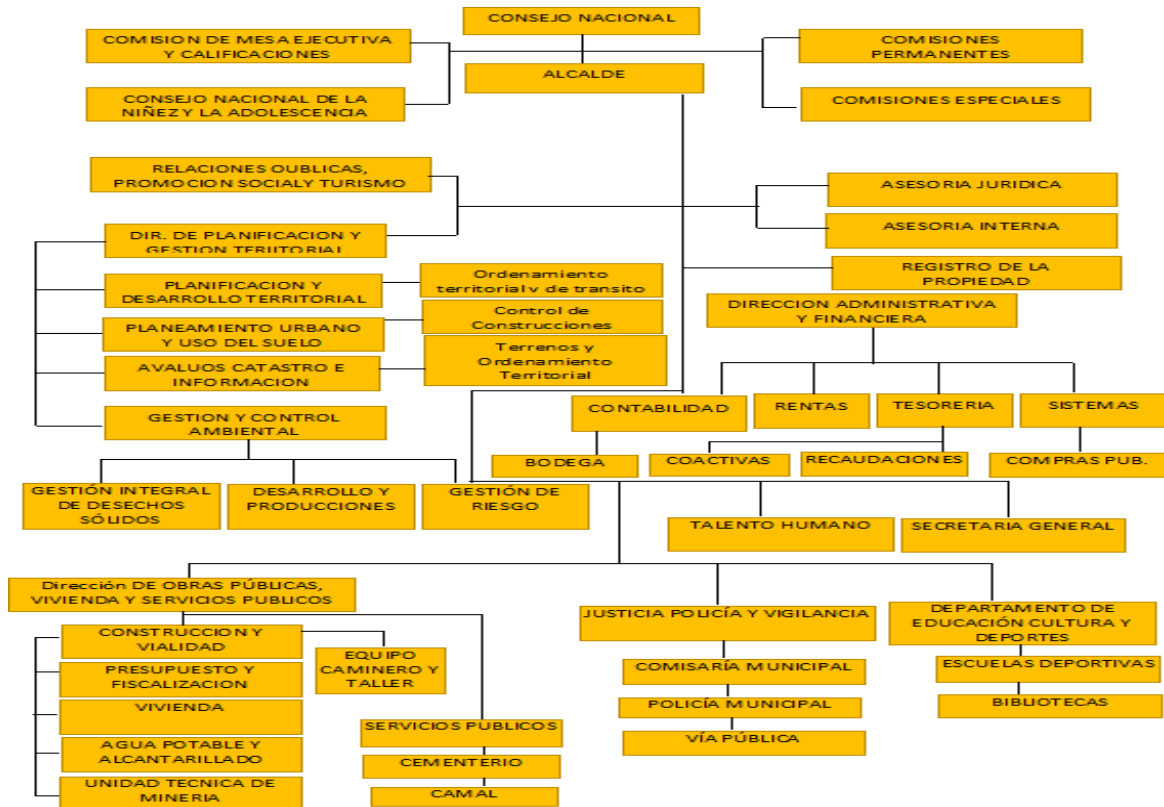 CONSEJO NACIONAL
COMISION DE MESA EJECUTIVA
Y CALIFICACIONES
COMISIONES
PERMANENTES
ALCALDE
CONSEJO NACIONAL DE LA
NIÑEZ Y LA ADOLESCENCIA
COMISIONES ESPECIALES
RELACIONES OUBLICAS,
PROMOCION SOCIAL Y TURISMO
ASESORIA JURIDICA
DIR. DE PLANIFICACION Y
GESTION TERIITORIAL
ASESORIA INTERNA
REGISTRO DE LA
PROPIEDAD
PLANIFICACION Y
DESARROLLO TERRITORIAL
Ordenamiento
territorial v de transito
DIRECCION ADMINISTRATIVA
Y FINANCIERA
PLANEAMIENTO URBANO
Y USO DEL SUELO
Control de
Construcciones
AVALUOS CATASTRO E
INFORMACION
Terrenos y
Ordenamiento
Territorial
GESTION Y CONTROL
AMBIENTAL
CONTABILIDAD
RENTAS
TESORERIA
SISTEMAS
BODEGA
COACTIVAS
RECAUDACIONES
COMPRAS PUB.
GESTIÓN INTEGRAL
DE DESECHOS
SÓLIDOS
DESARROLLO Y
PRODUCCIONES
GESTIÓN DE
RIESGO
TALENTO HUMANO
SECRETARIA GENERAL
Dirección DE OBRAS PÚBLICAS,
VIVIENDA Y SERVICIOS PUBLICOS
JUSTICIA POLICÍA Y VIGILANCIA
DEPARTAMENTO DE
EDUCACIÓN CULTURA Y
DEPORTES
CONSTRUCCION Y
VIALIDAD
EQUIPO
CAMINERO Y
TALLER
COMISARÍA MUNICIPAL
ESCUELAS DEPORTIVAS
PRESUPUESTO Y
FISCALIZACION
POLICÍA MUNICIPAL
BIBLIOTECAS
VIVIENDA
SERVICIOS PUBLICOS
VÍA PÚBLICA
AGUA POTABLE Y
ALCANTARILLADO
CEMENTERIO
UNIDAD TECNICA DE
MINERIA
CAMAL